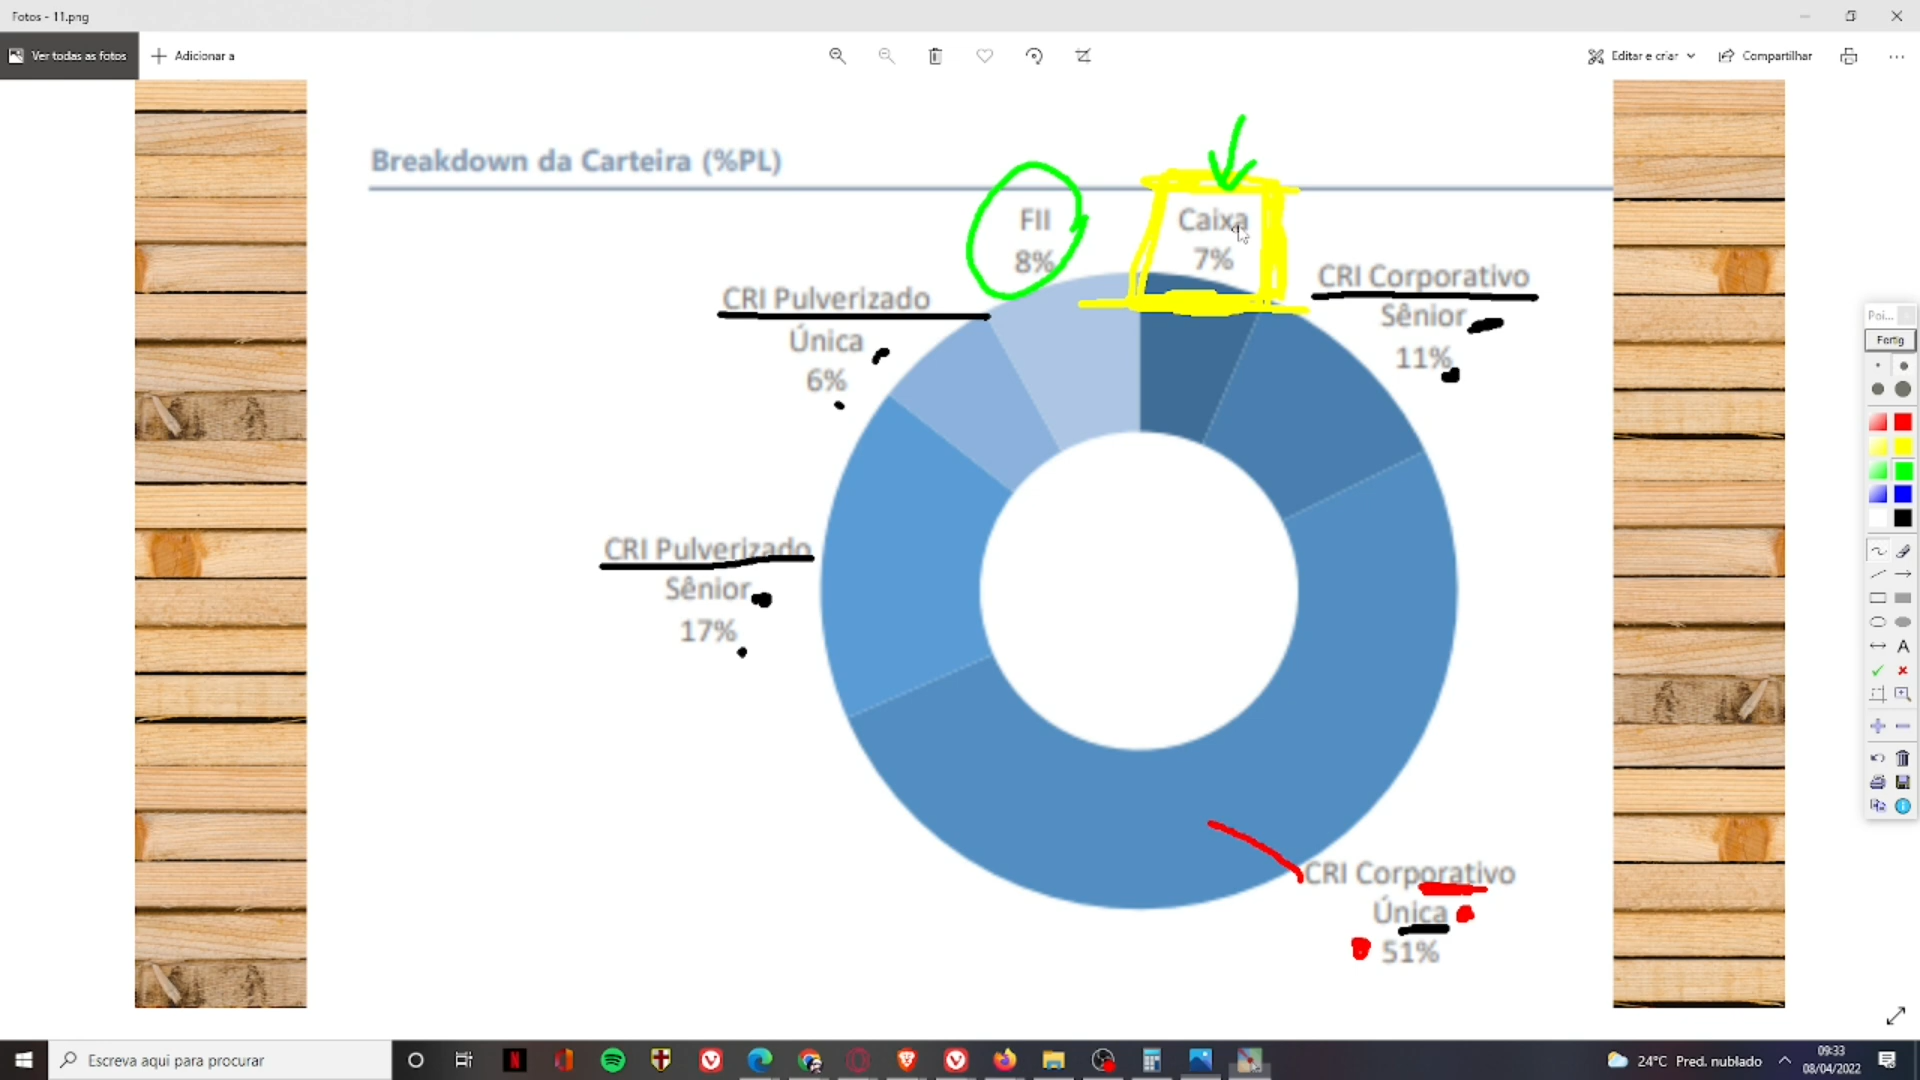 Fotos - 11.png
Ver todas as fotos
Adicionar a
Editar e criar
Compartilhar
Breakdown da Carteira (%PL)
FII
8%
Caixa
7%
CRI Corporativo
Sênior
11%
CRI Pulverizado
Única
6%
CRI Pulverizado
Sênior
17%
CRI Corporativo
Única
51%
Poi...
Fertig
A
Escreva aqui para procurar
24°C Pred. nublado
09:33
08/04/2022